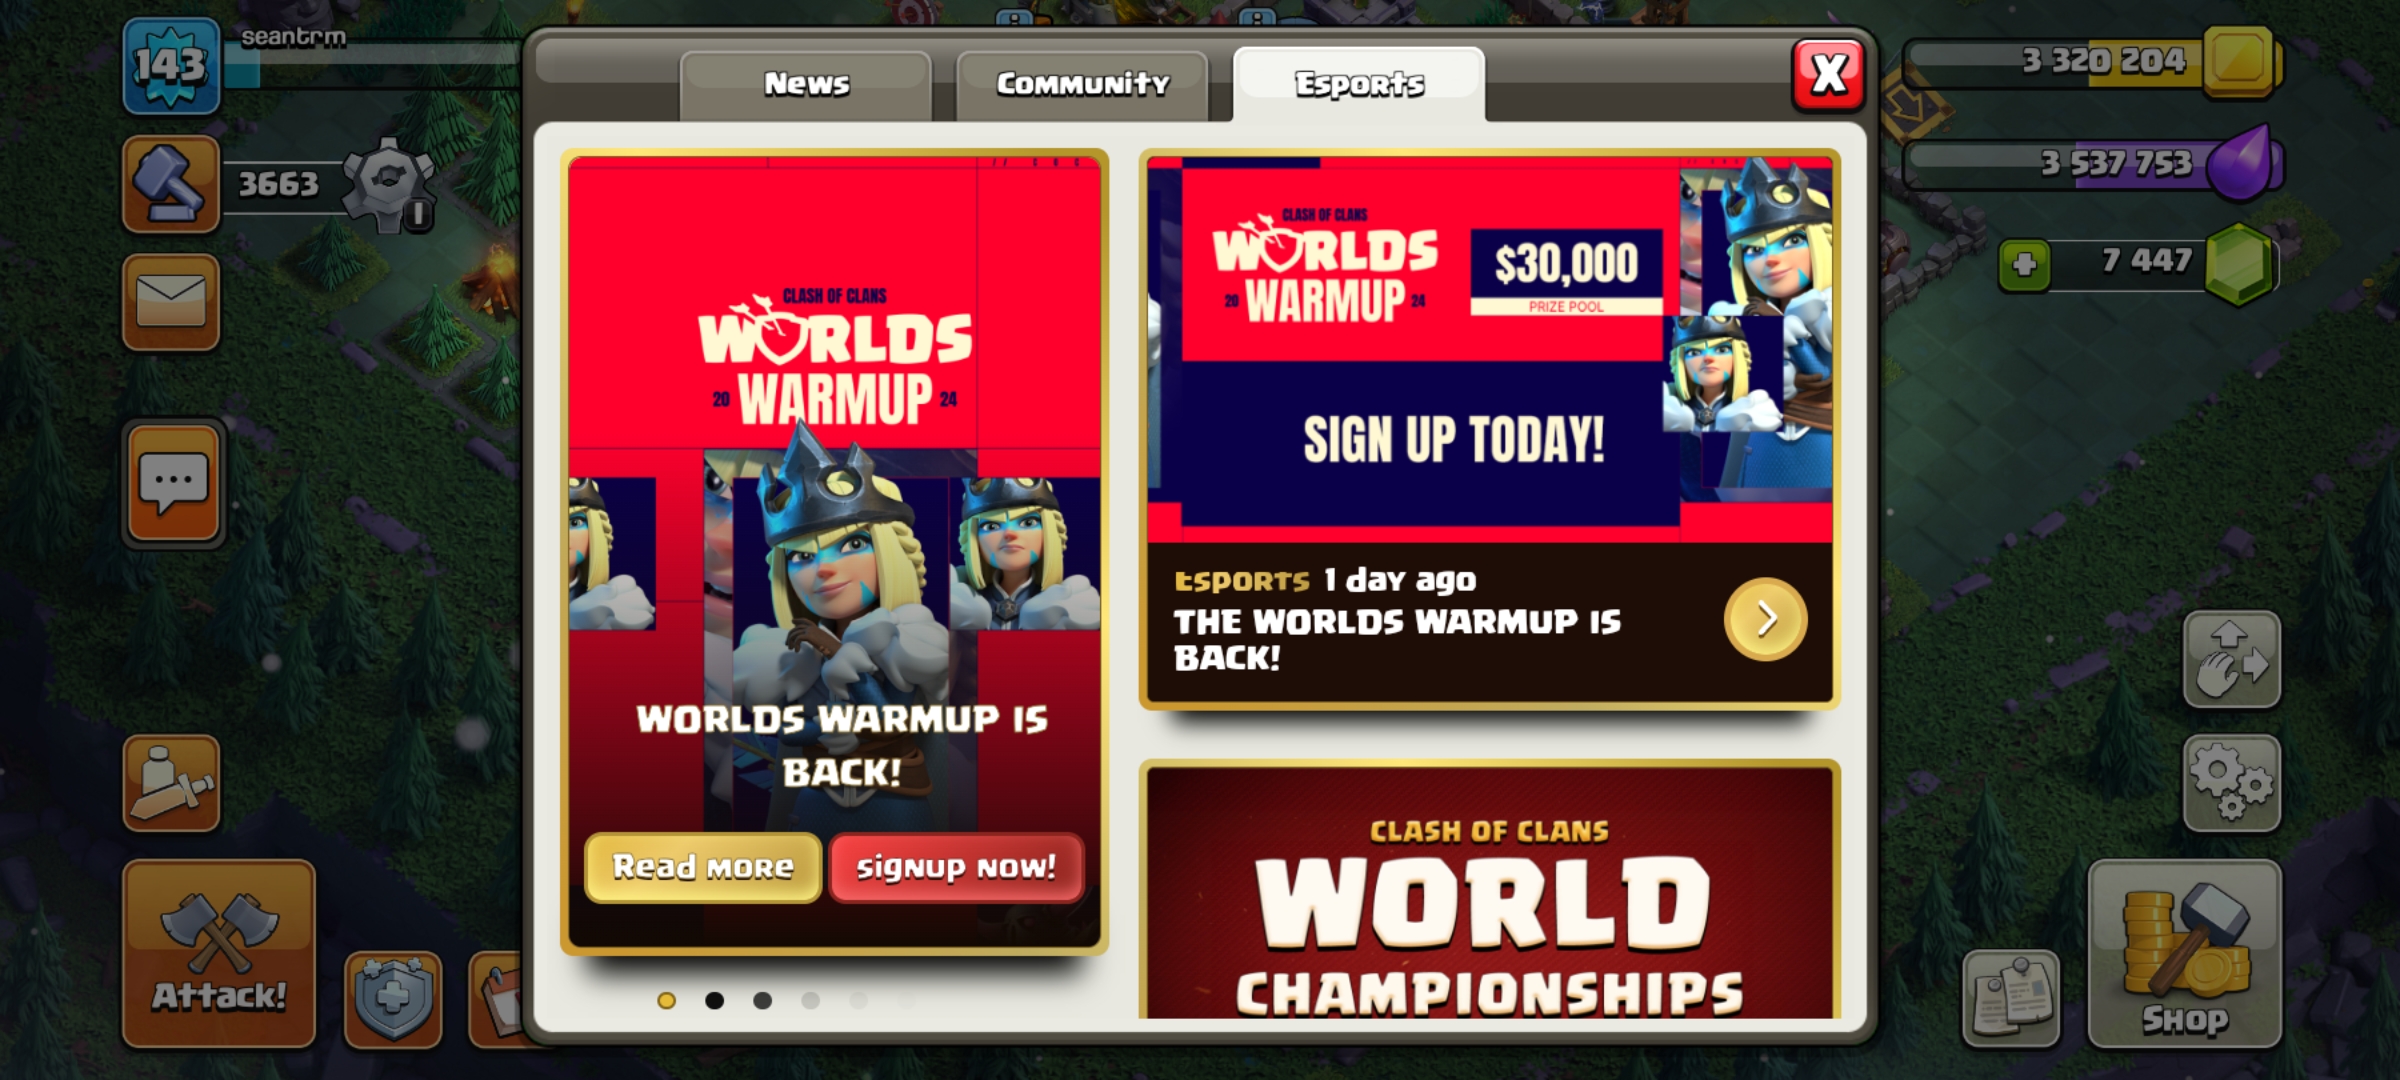 143
seantrm
3663
1
News
Community
Esports
X
3 320 204
3 537 753
7 447
// C O C
CLASH OF CLANS
WORLDS
20 WARMUP 24
WORLDS WARMUP IS
BACK!
Read more
Signup now!
CLASH OF CLANS
WORLDS
20 WARMUP 24
$30,000
PRIZE POOL
SIGN UP TODAY!
Esports 1 day ago
THE WORLDS WARMUP IS
BACK!
CLASH OF CLANS
WORLD
CHAMPIONSHIPS
Attack!
Shop